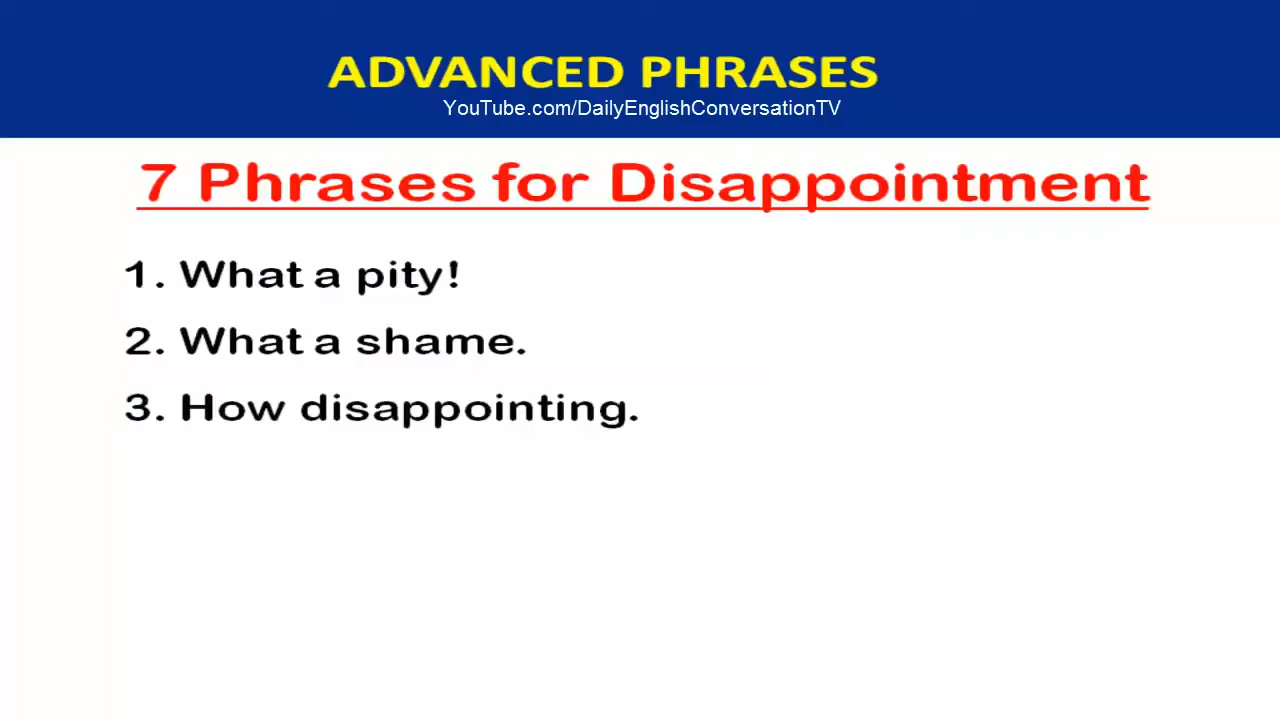 ADVANCED PHRASES
YouTube.com/DailyEnglishConversationTV
7 Phrases for Disappointment
1. What a pity!
2. What a shame.
3. How disappointing.